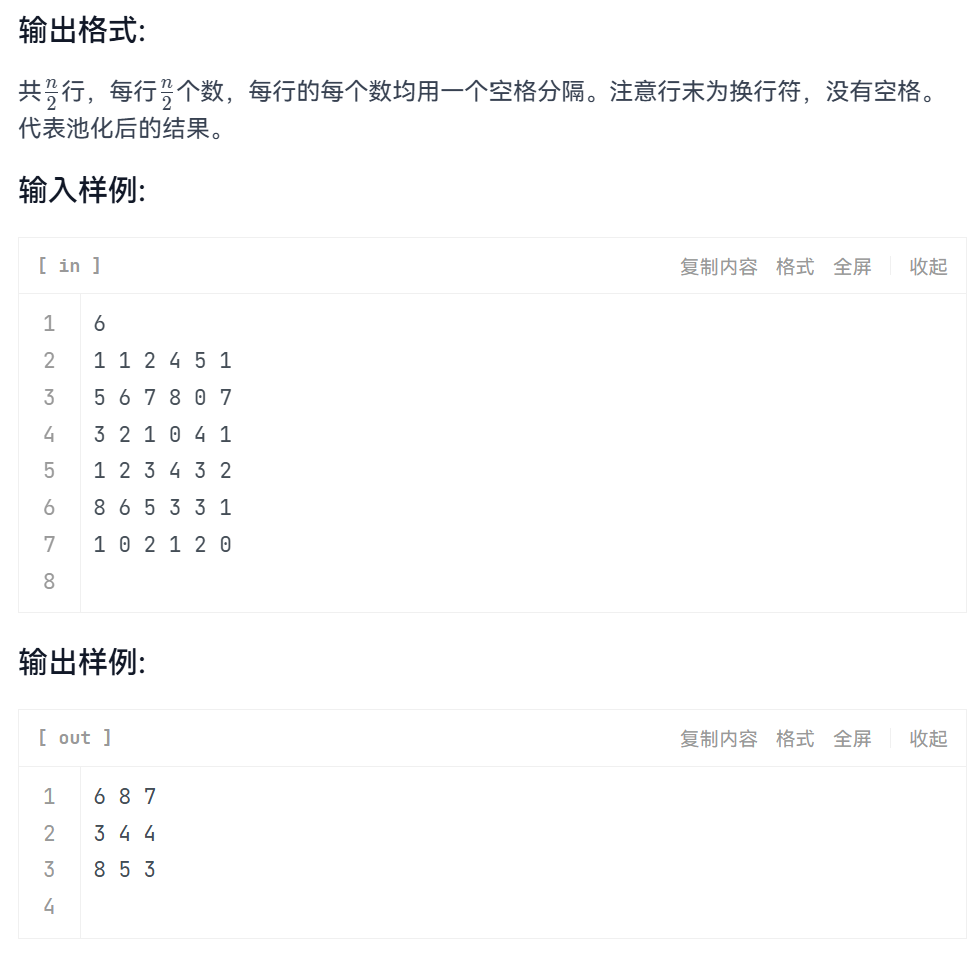 输出格式:
共n/2行，每行n/2个数，每行的每个数均用一个空格分隔。注意行末为换行符，没有空格。
代表池化后的结果。
输入样例:
[ in ] 复制内容 格式 全屏 收起
1 6
2 1 1 2 4 5 1
3 5 6 7 8 0 7
4 3 2 1 0 4 1
5 1 2 3 4 3 2
6 8 6 5 3 3 1
7 1 0 2 1 2 0
8
输出样例:
[ out ] 复制内容 格式 全屏 收起
1 6 8 7
2 3 4 4
3 8 5 3
4